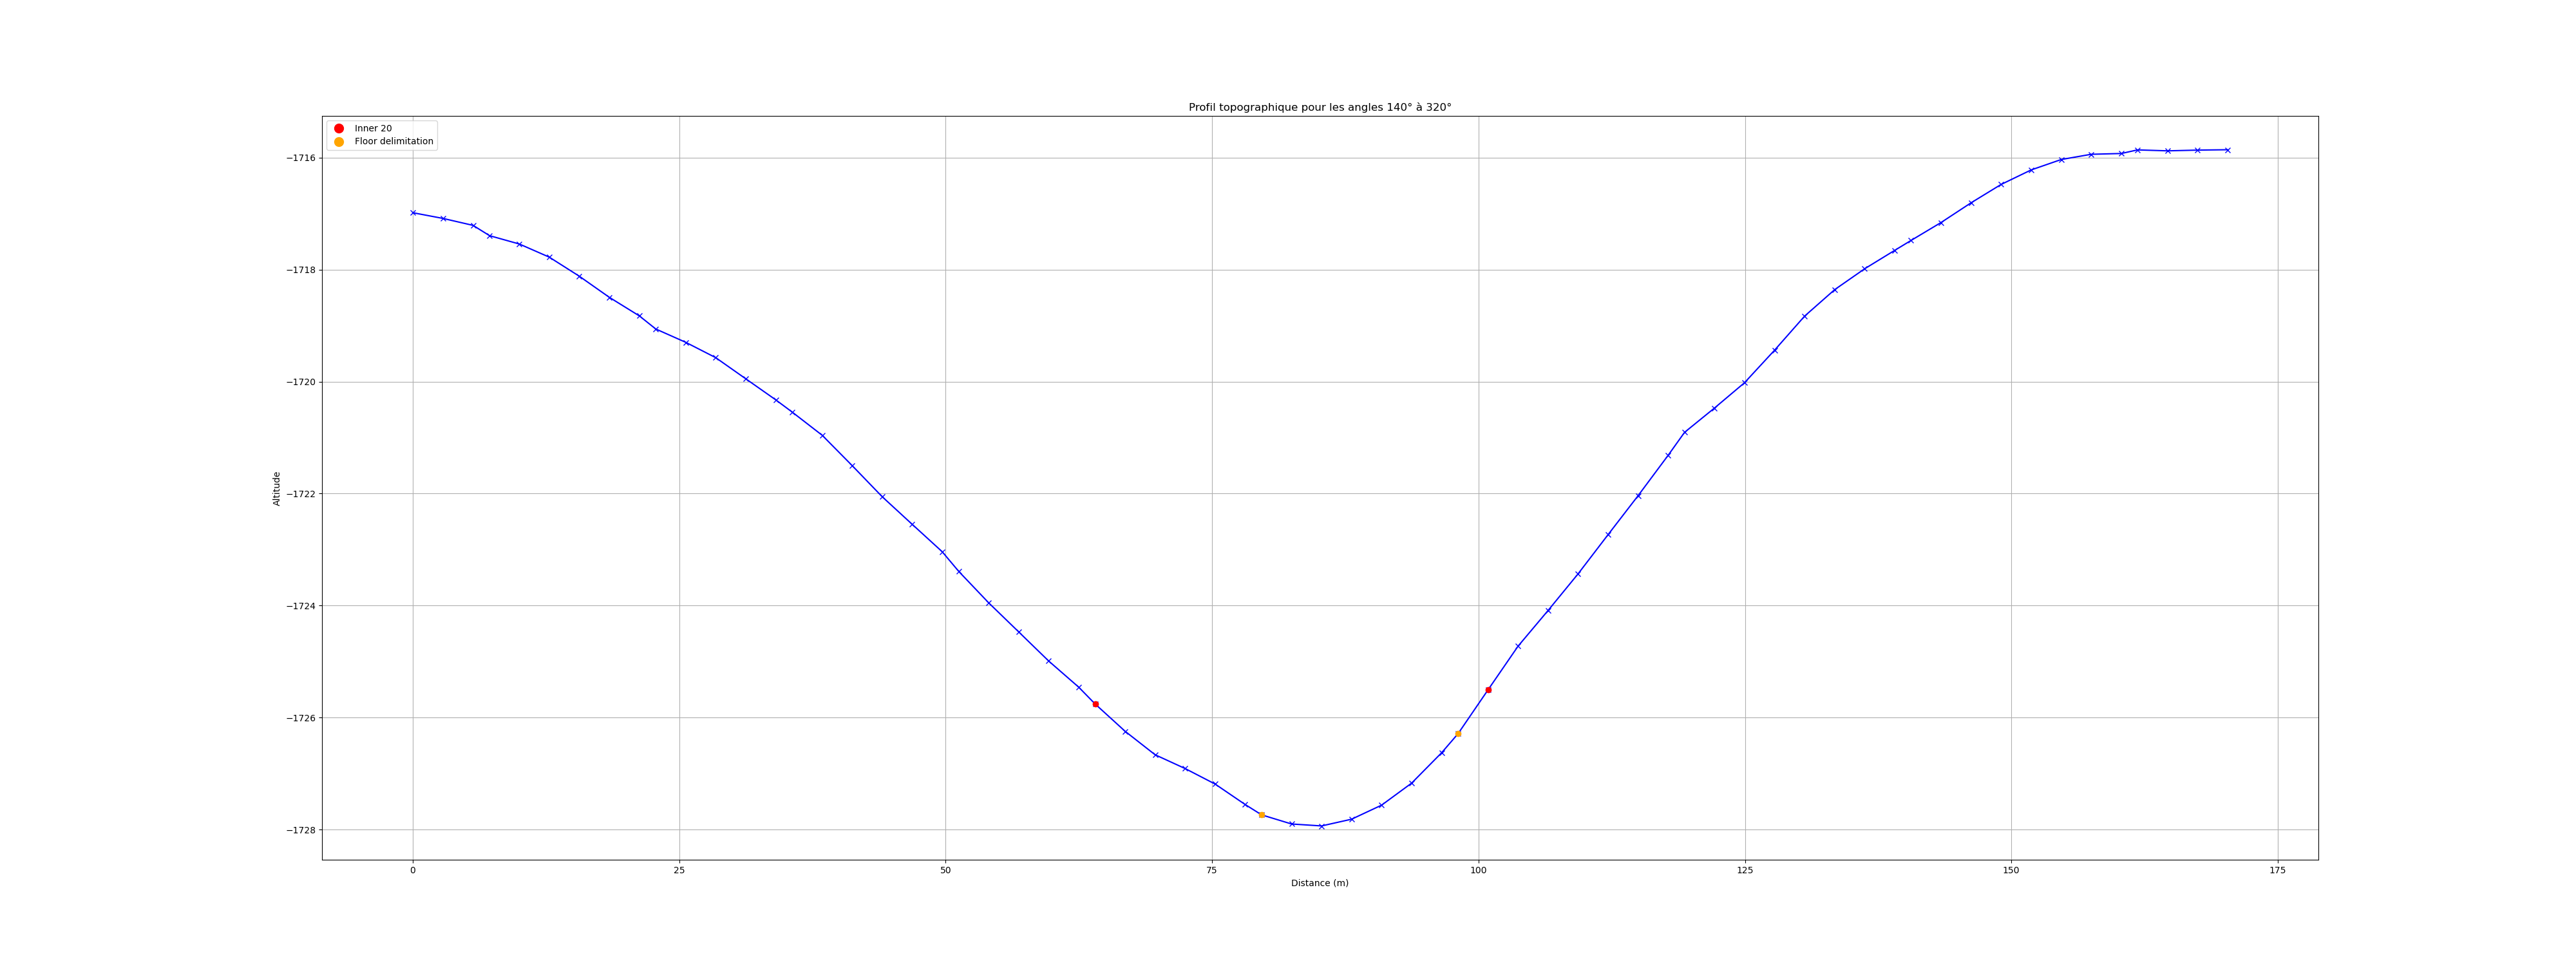 Profil topographique pour les angles 140° à 320°
Inner 20
Floor delimitation
−1716
−1718
−1720
−1722
−1724
−1726
−1728
Altitude
0 25 50 75 100 125 150 175
Distance (m)